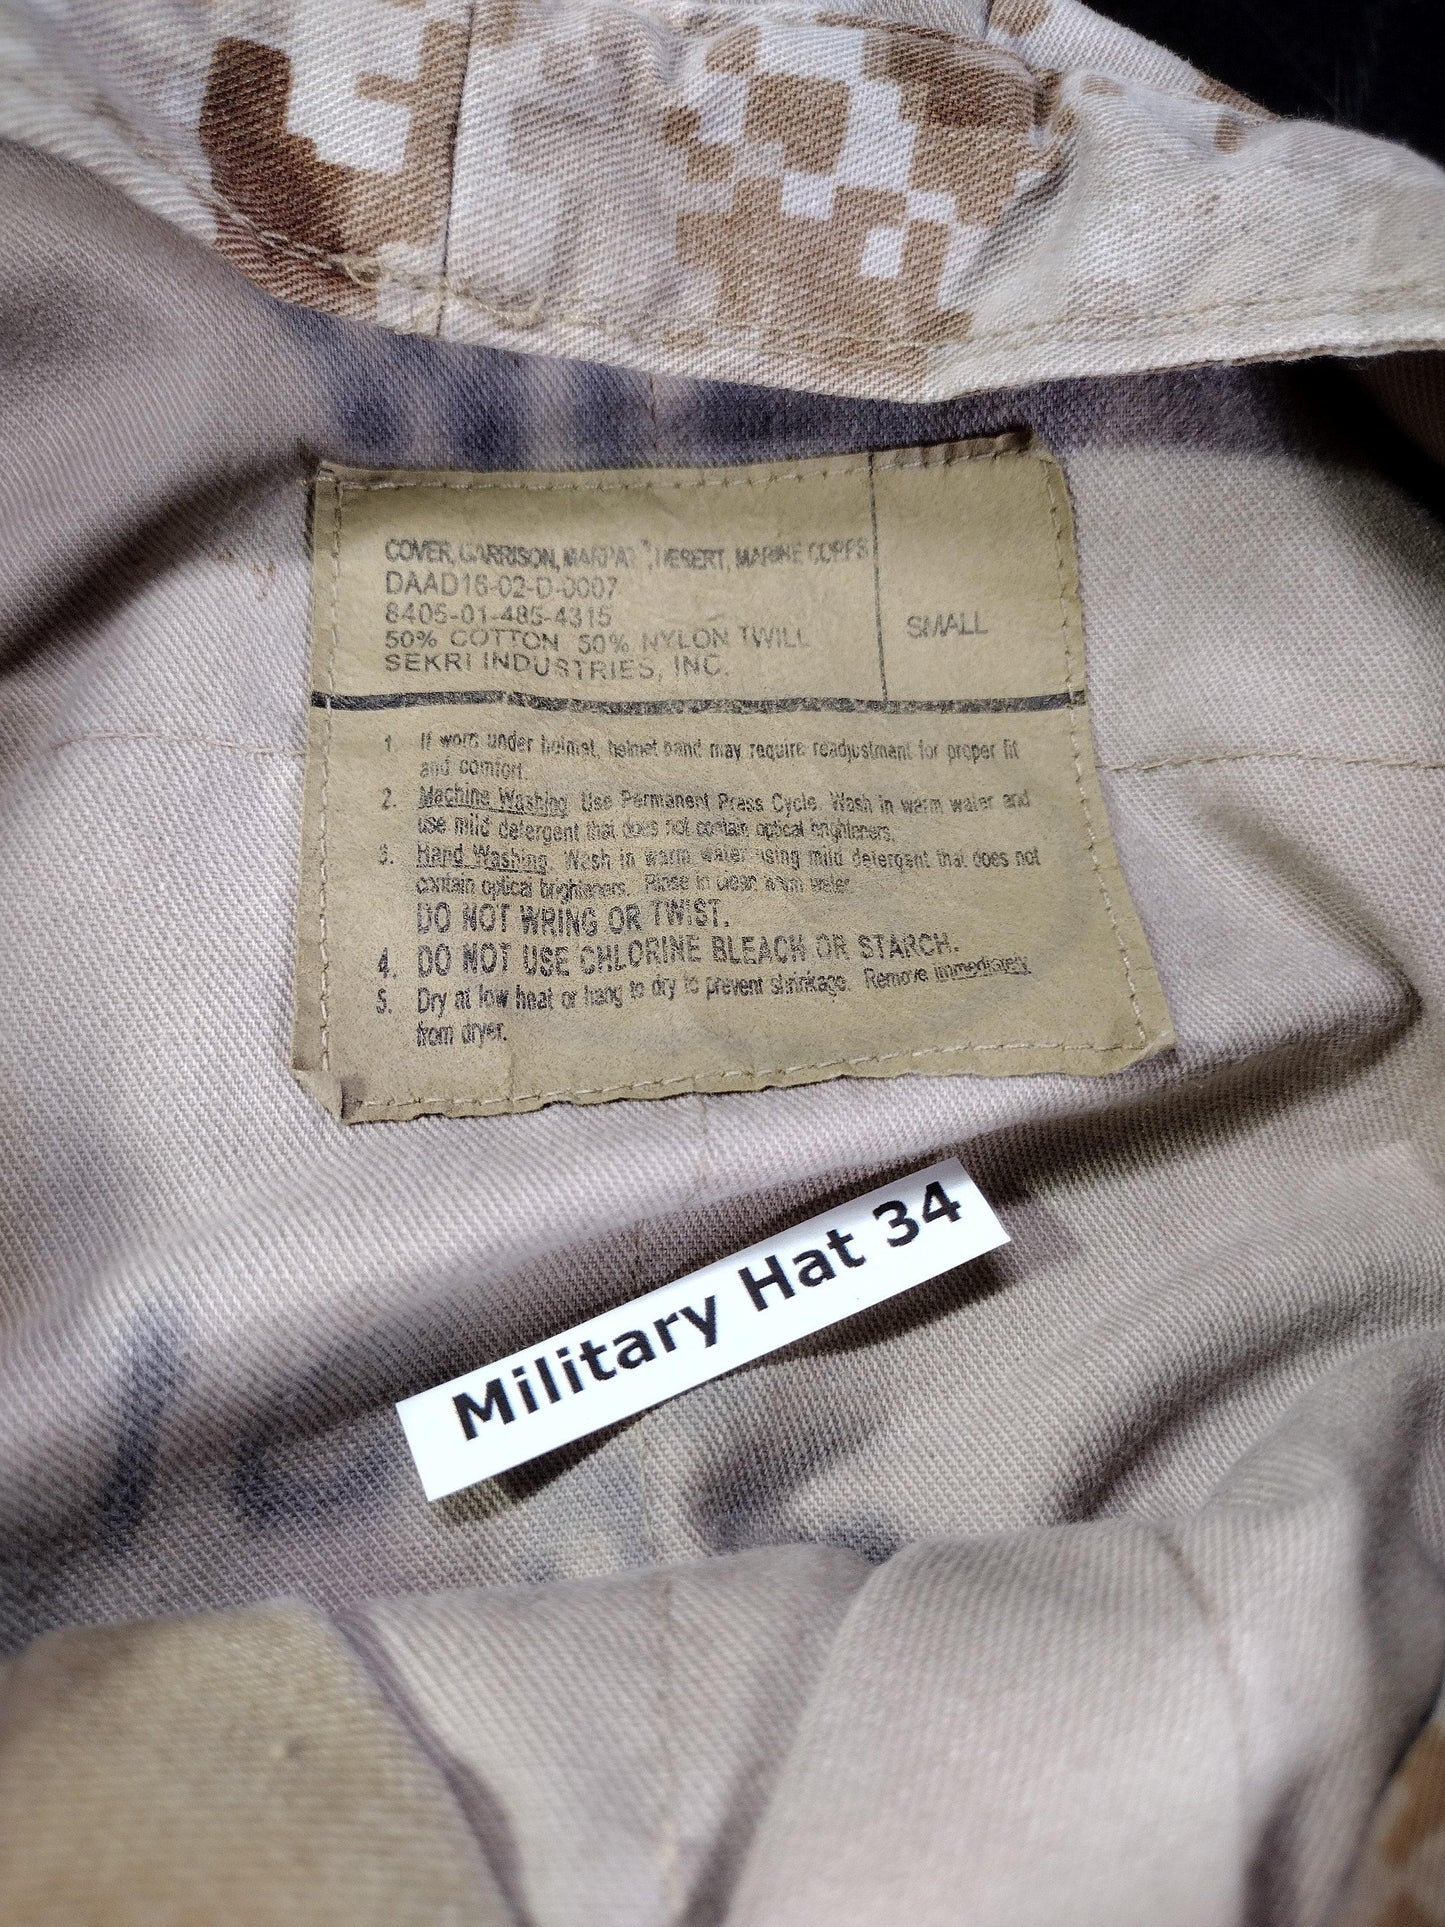 COVER, GARRISON, MARPAT, DESERT, MARINE CORPS
DAAD16-02-D-0007
8405-01-485-4315
50% COTTON 50% NYLON TWILL
SEKRI INDUSTRIES, INC.
SMALL
1. If worn under helmet, helmet band may require readjustment for proper fit
and comfort.
2. Machine Washing. Use Permanent Press Cycle. Wash in warm water and
use mild detergent that does not contain optical brighteners.
3. Hand Washing. Wash in warm water using mild detergent that does not
contain optical brighteners. Rinse in clean warm water.
DO NOT WRING OR TWIST.
4. DO NOT USE CHLORINE BLEACH OR STARCH.
5. Dry at low heat or hang to dry to prevent shrinkage. Remove immediately
from dryer.
Military Hat 34